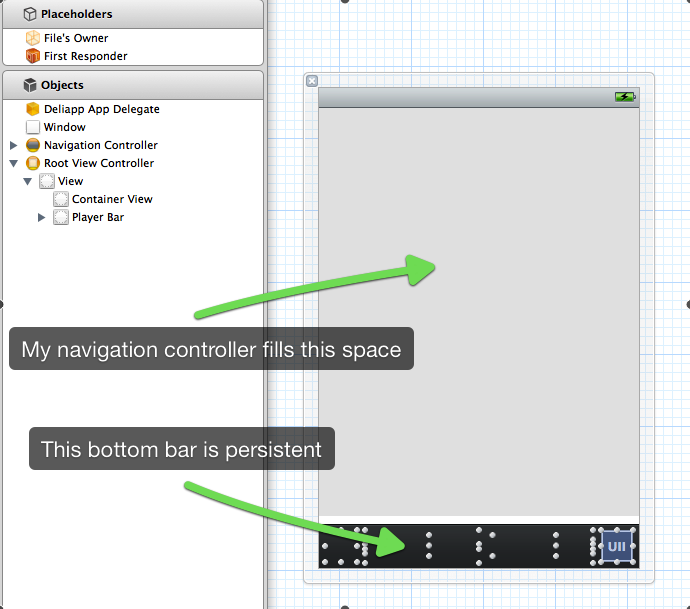 Placeholders
File's Owner
First Responder
Objects
Deliapp App Delegate
Window
Navigation Controller
Root View Controller
View
Container View
Player Bar
My navigation controller fills this space
This bottom bar is persistent
UII